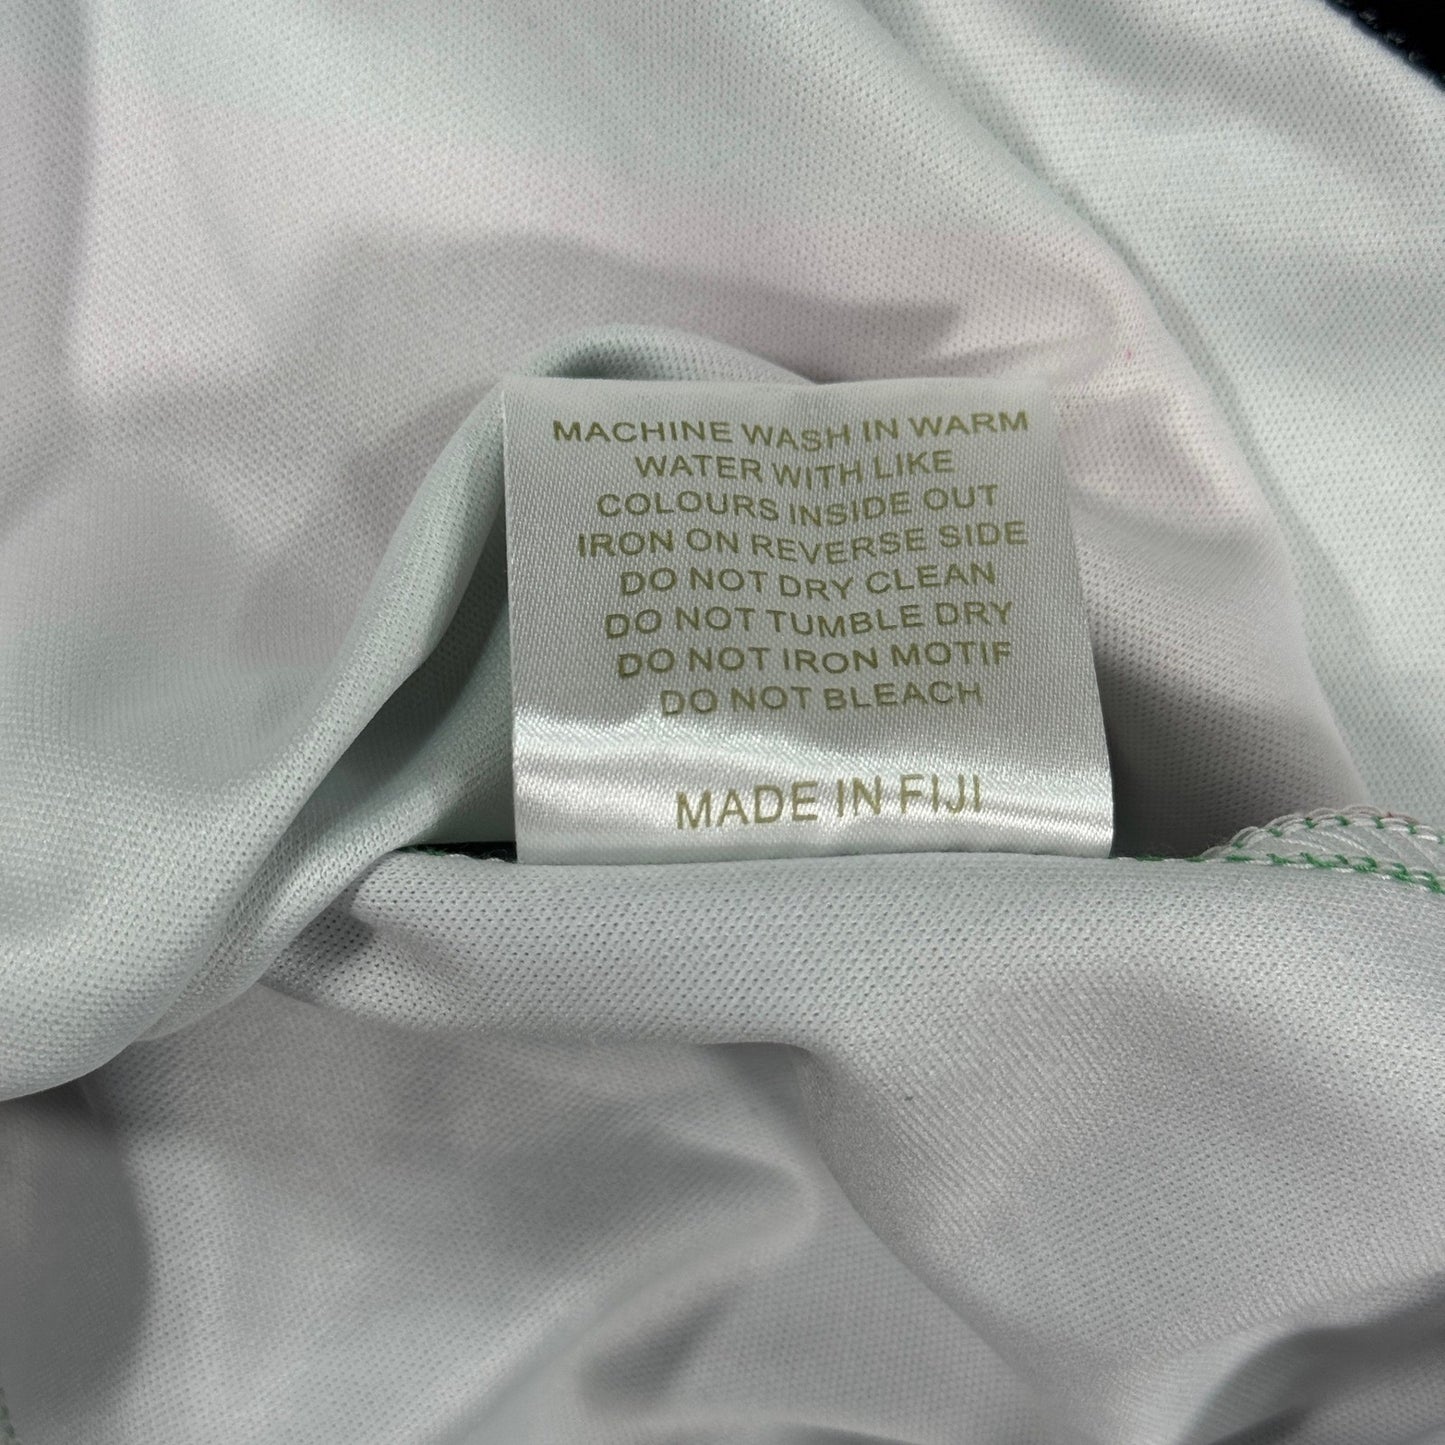 MACHINE WASH IN WARM
WATER WITH LIKE
COLOURS INSIDE OUT
IRON ON REVERSE SIDE
DO NOT DRY CLEAN
DO NOT TUMBLE DRY
DO NOT IRON MOTIF
DO NOT BLEACH
MADE IN FIJI